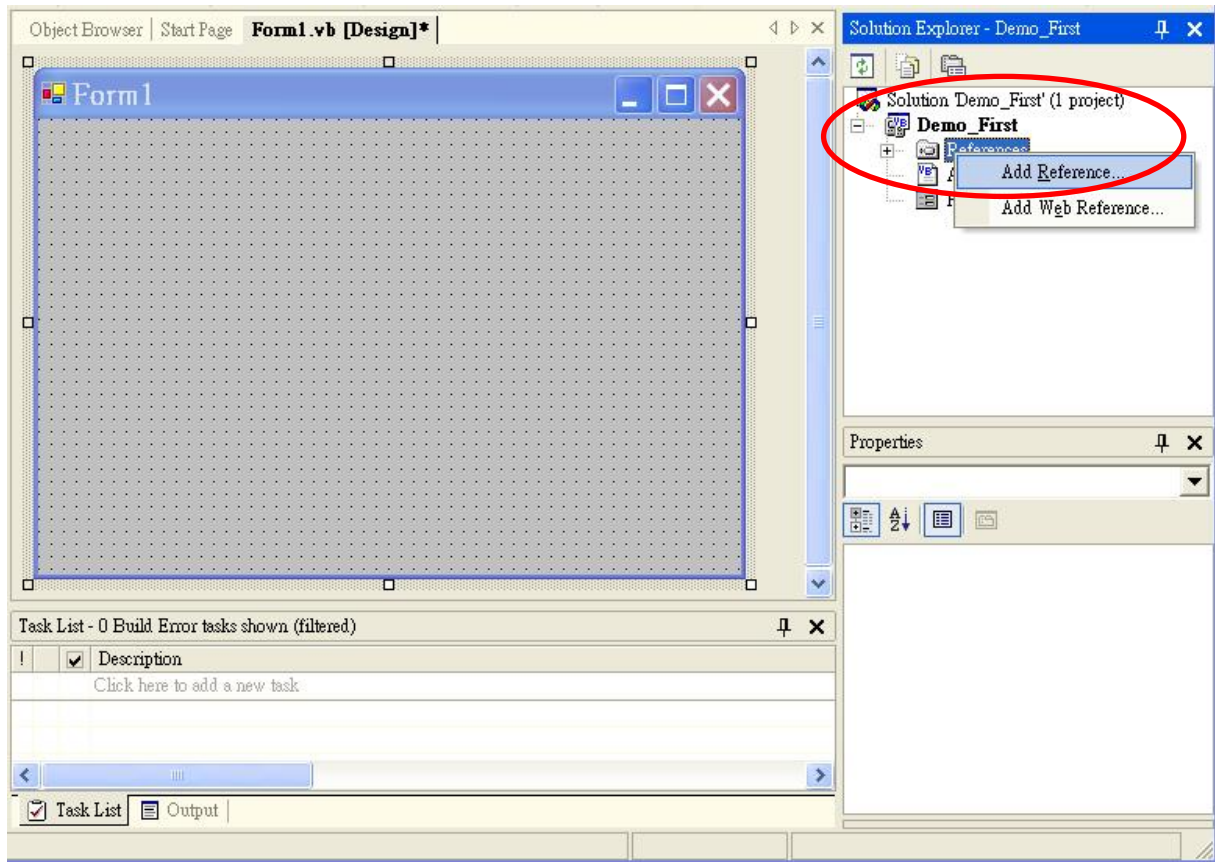 Object Browser | Start Page Form1.vb [Design]*
Form1
Solution Explorer - Demo_First
Solution 'Demo_First' (1 project)
Demo_First
References
Add Reference...
Add Web Reference...
Properties
Task List - 0 Build Error tasks shown (filtered)
! Description
Click here to add a new task
Task List Output